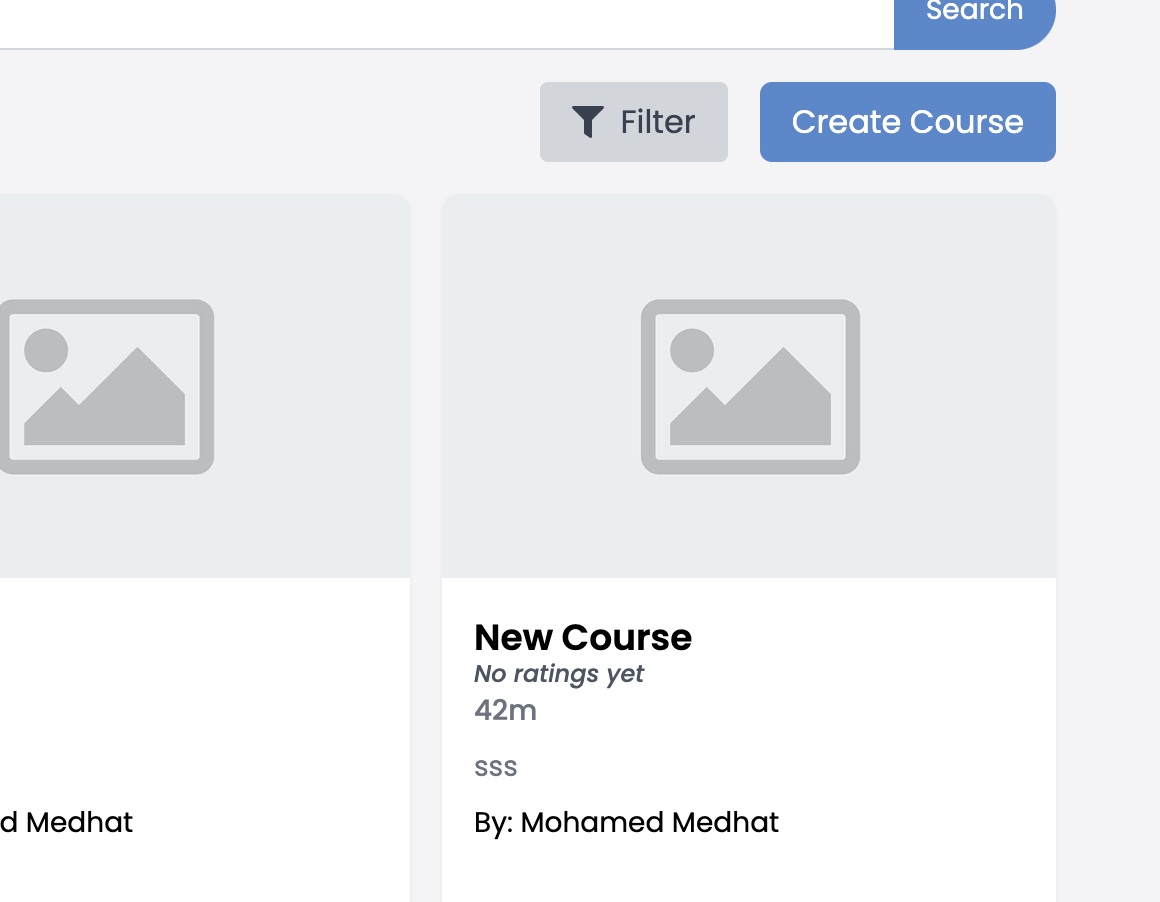 Search
Filter
Create Course
New Course
No ratings yet
42m
sss
d Medhat
By: Mohamed Medhat